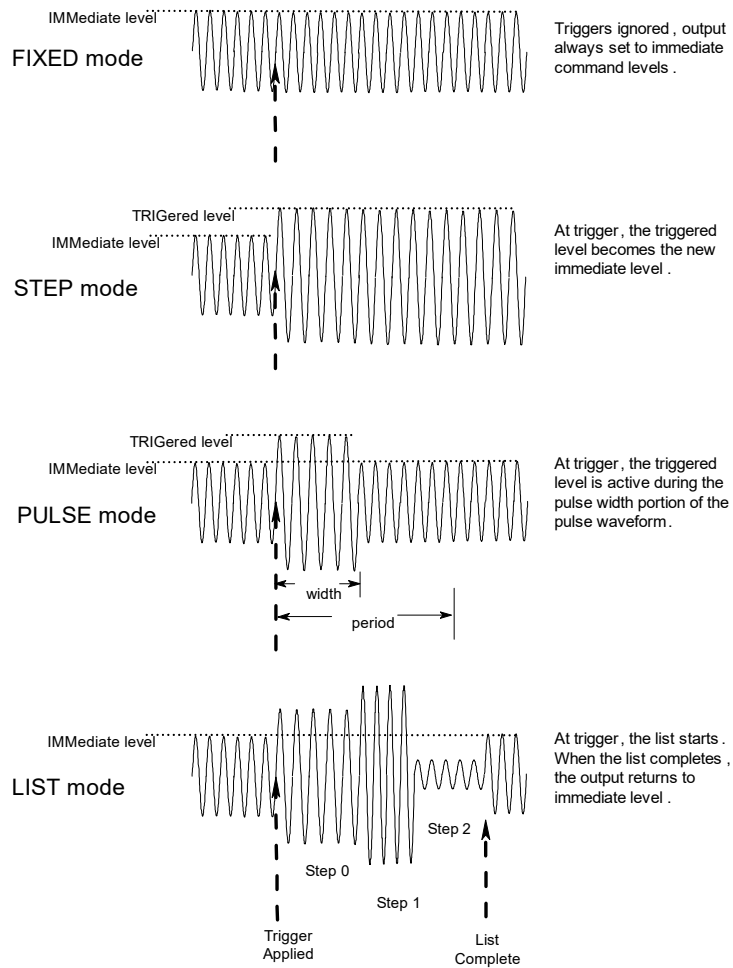 IMMediate level
FIXED mode
Triggers ignored , output
always set to immediate
command levels .
TRIGered level
IMMediate level
STEP mode
At trigger , the triggered
level becomes the new
immediate level .
TRIGered level
IMMediate level
PULSE mode
At trigger , the triggered
level is active during the
pulse width portion of the
pulse waveform .
width
period
IMMediate level
LIST mode
At trigger , the list starts .
When the list completes ,
the output returns to
immediate level .
Step 2
Step 0
Step 1
Trigger
Applied
List
Complete